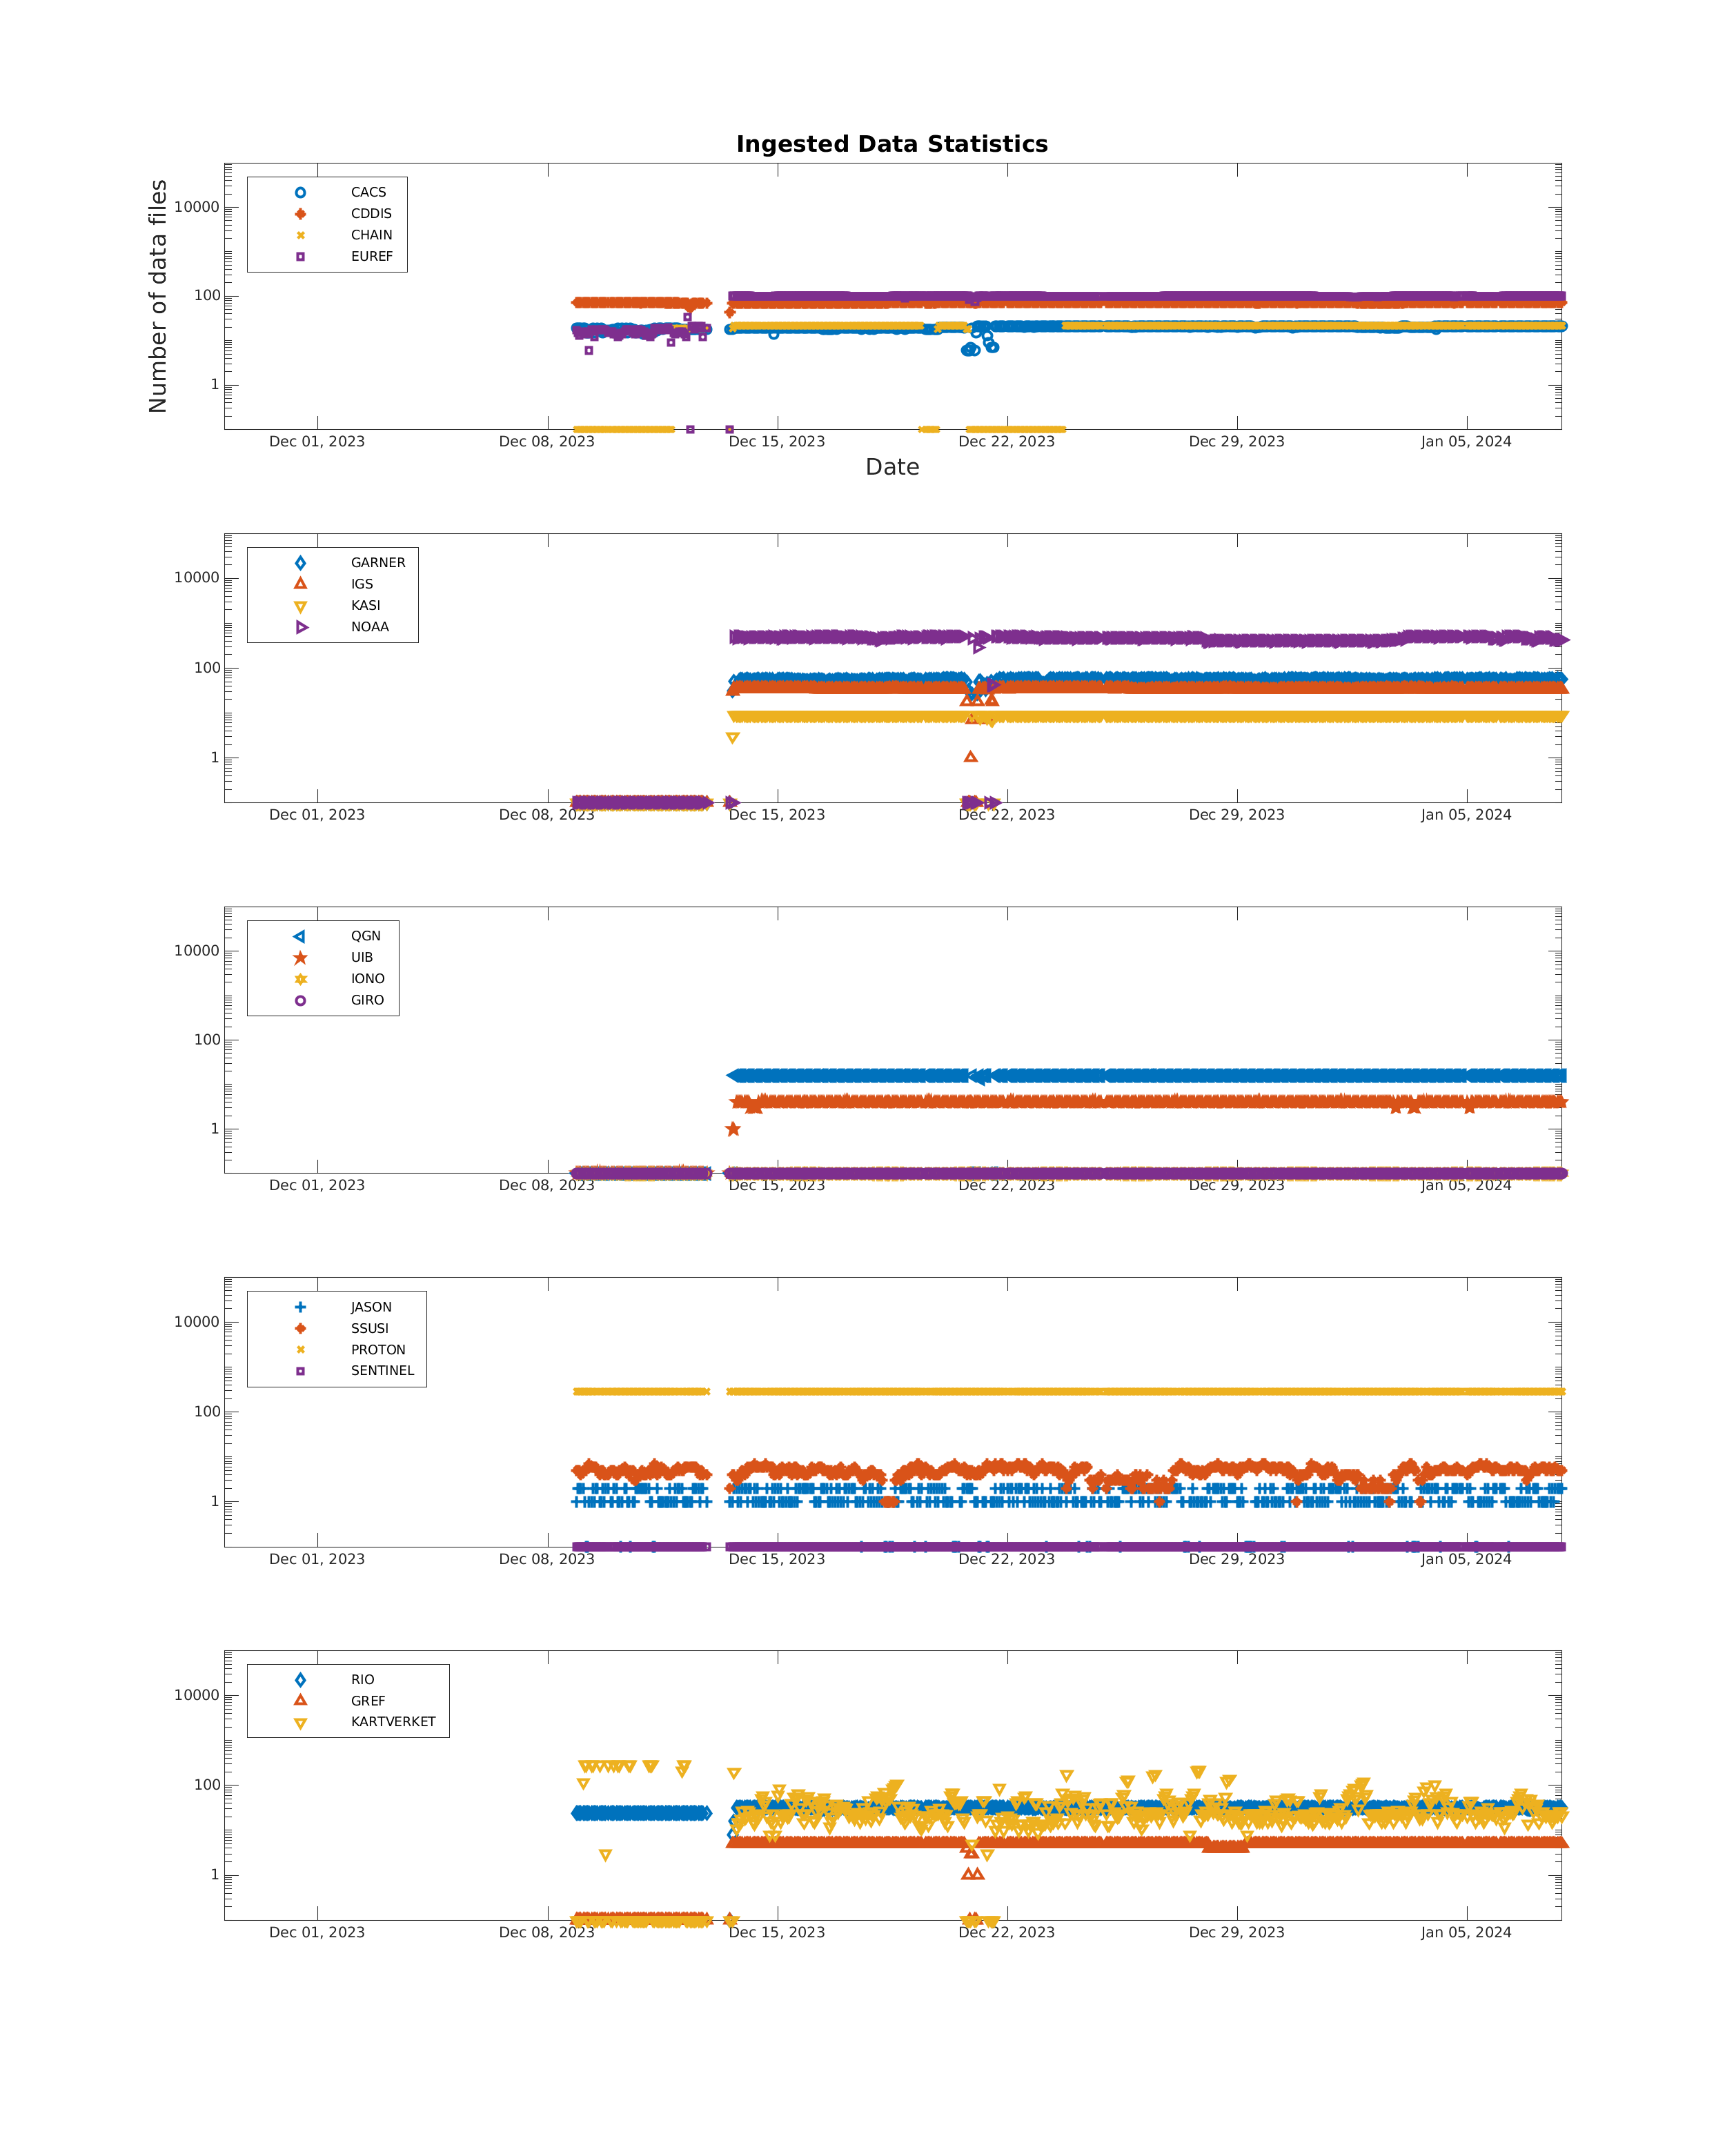 Ingested Data Statistics
Number of data files
10000
100
1
CACS
CDDIS
CHAIN
EUREF
Dec 01, 2023 Dec 08, 2023 Dec 15, 2023 Dec 22, 2023 Dec 29, 2023 Jan 05, 2024
Date
10000
100
1
GARNER
IGS
KASI
NOAA
Dec 01, 2023 Dec 08, 2023 Dec 15, 2023 Dec 22, 2023 Dec 29, 2023 Jan 05, 2024
10000
100
1
QGN
UIB
IONO
GIRO
Dec 01, 2023 Dec 08, 2023 Dec 15, 2023 Dec 22, 2023 Dec 29, 2023 Jan 05, 2024
10000
100
1
JASON
SSUSI
PROTON
SENTINEL
Dec 01, 2023 Dec 08, 2023 Dec 15, 2023 Dec 22, 2023 Dec 29, 2023 Jan 05, 2024
10000
100
1
RIO
GREF
KARTVERKET
Dec 01, 2023 Dec 08, 2023 Dec 15, 2023 Dec 22, 2023 Dec 29, 2023 Jan 05, 2024